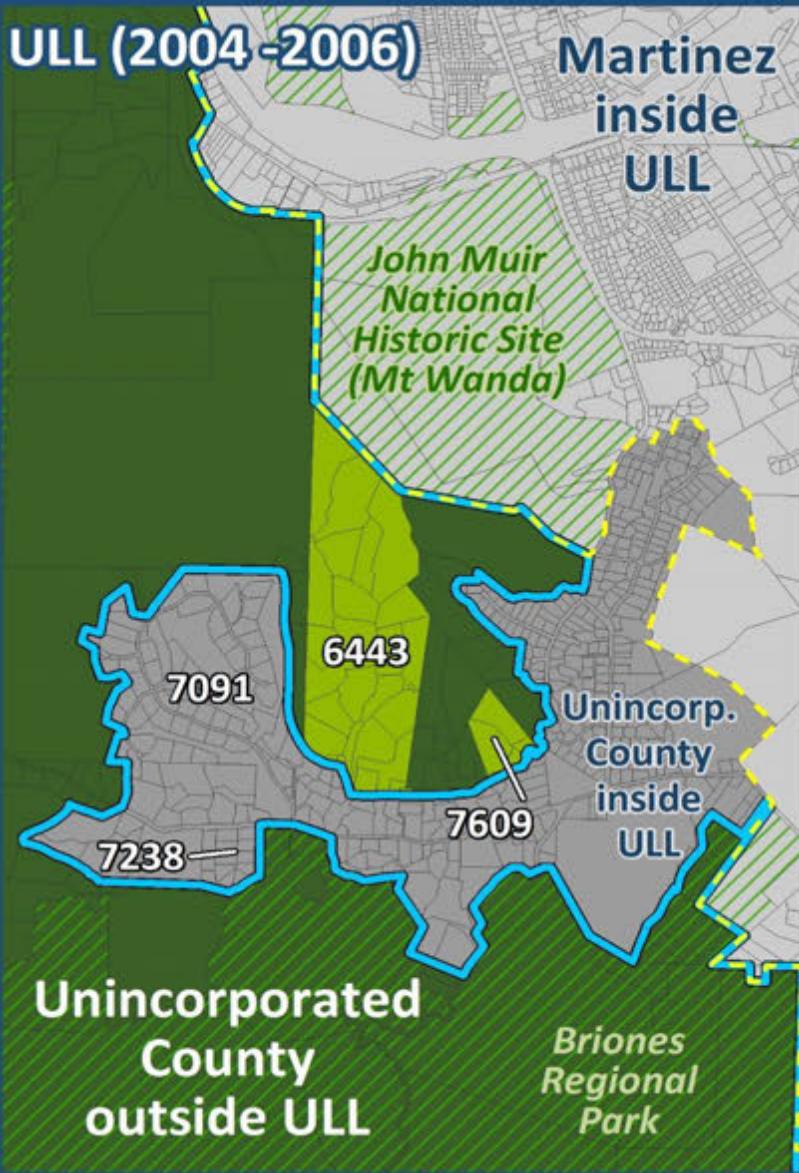 ULL (2004 -2006)
Martinez
inside
ULL
John Muir
National
Historic Site
(Mt Wanda)
6443
7091
Unincorp.
County
inside
ULL
7609
7238
Unincorporated
County
outside ULL
Briones
Regional
Park